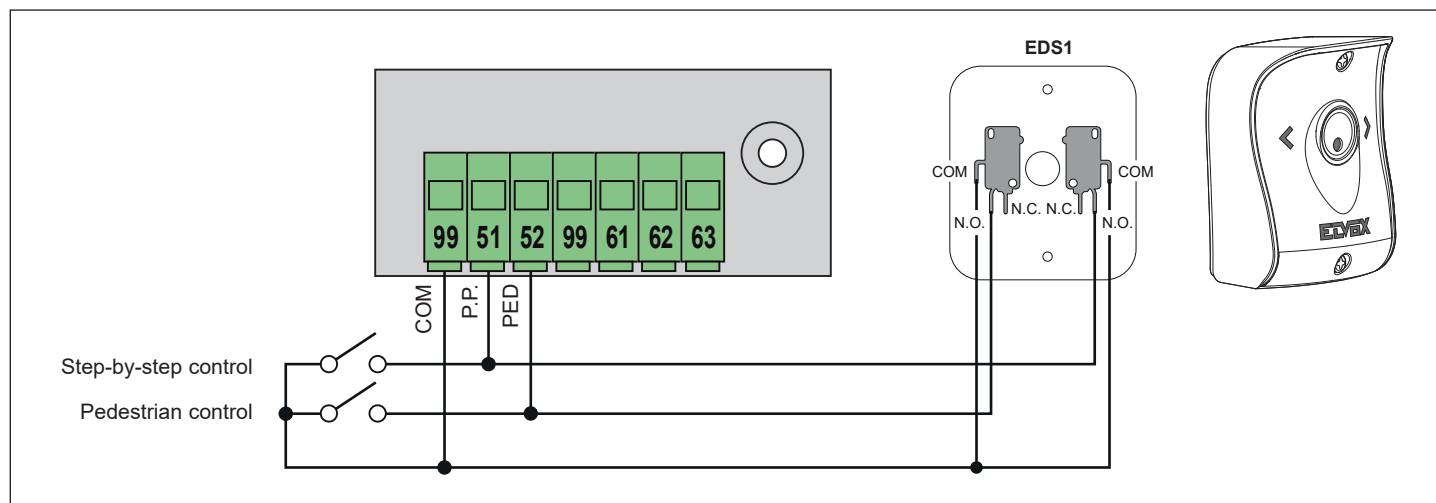 EDS1
COM
N.C.
N.C.
COM
N.O.
N.O.
99 51 52 99 61 62 63
COM
P.P.
PED
Step-by-step control
Pedestrian control
ELVOX